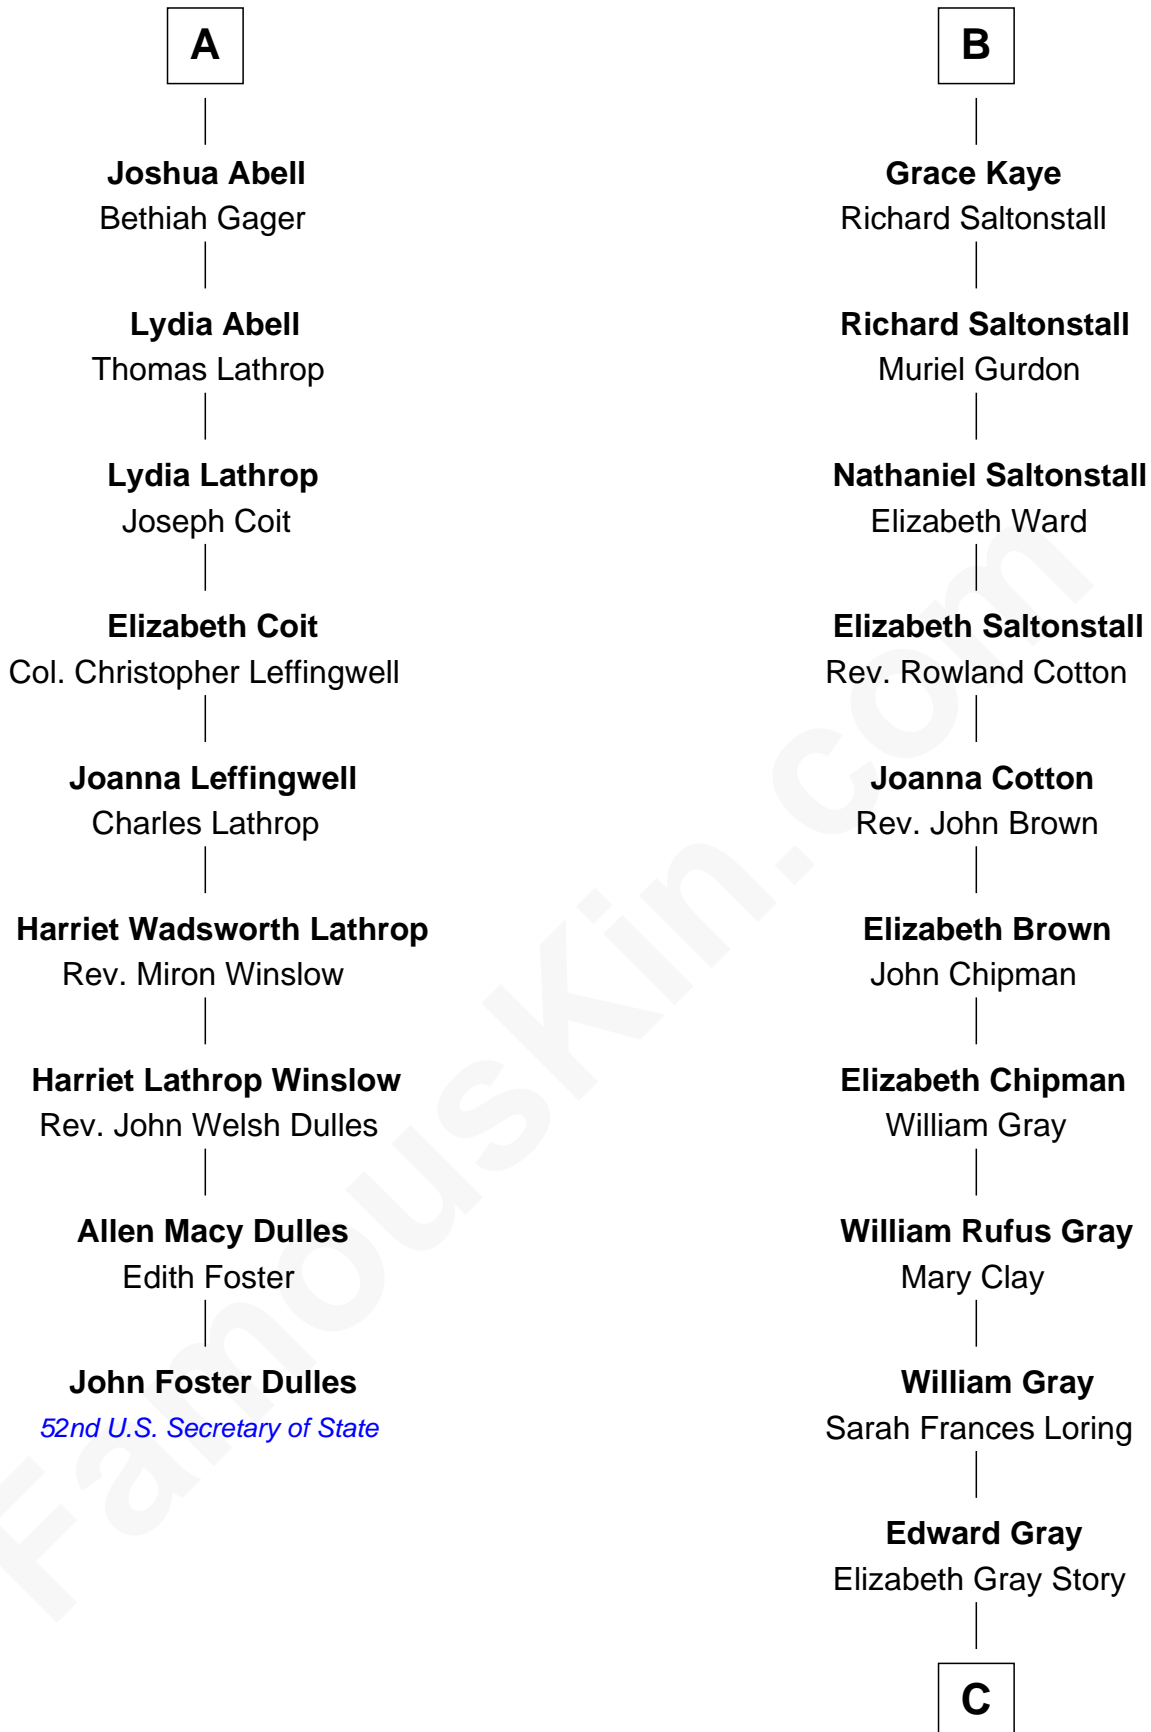 A
Joshua Abell
Bethiah Gager
Lydia Abell
Thomas Lathrop
Lydia Lathrop
Joseph Coit
Elizabeth Coit
Col. Christopher Leffingwell
Joanna Leffingwell
Charles Lathrop
Harriet Wadsworth Lathrop
Rev. Miron Winslow
Harriet Lathrop Winslow
Rev. John Welsh Dulles
Allen Macy Dulles
Edith Foster
John Foster Dulles
52nd U.S. Secretary of State
B
Grace Kaye
Richard Saltonstall
Richard Saltonstall
Muriel Gurdon
Nathaniel Saltonstall
Elizabeth Ward
Elizabeth Saltonstall
Rev. Rowland Cotton
Joanna Cotton
Rev. John Brown
Elizabeth Brown
John Chipman
Elizabeth Chipman
William Gray
William Rufus Gray
Mary Clay
William Gray
Sarah Frances Loring
Edward Gray
Elizabeth Gray Story
C
FamousKin.com